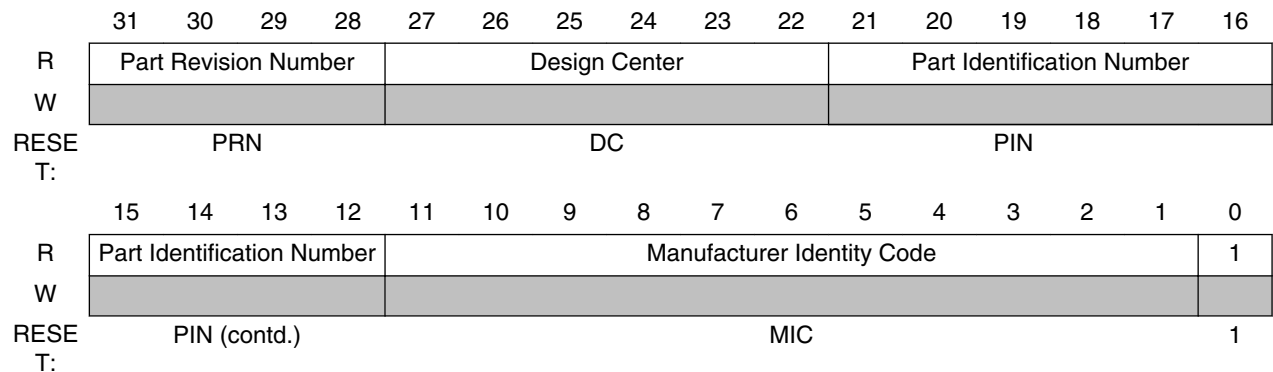 31 30 29 28 27 26 25 24 23 22 21 20 19 18 17 16
R Part Revision Number Design Center Part Identification Number
W
RESE PRN DC PIN
T:
15 14 13 12 11 10 9 8 7 6 5 4 3 2 1 0
R Part Identification Number Manufacturer Identity Code 1
W
RESE PIN (contd.) MIC 1
T: